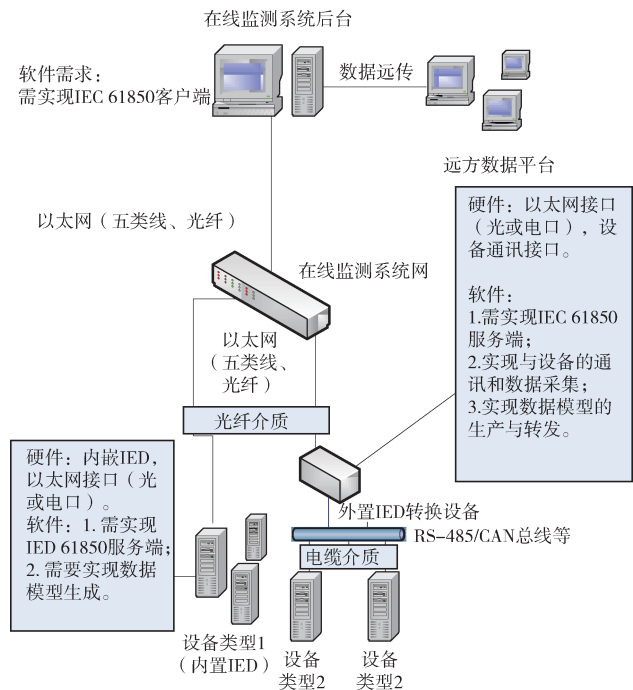 在线监测系统后台
软件需求：
需实现IEC 61850客户端
数据远传
远方数据平台
以太网（五类线、光纤）
在线监测系统网
硬件：以太网接口
（光或电口），设
备通讯接口。
软件：
1.需实现IEC 61850
服务端；
2.实现与设备的通
讯和数据采集；
3.实现数据模型的
生产与转发。
以太网
（五类线、
光纤）
光纤介质
硬件：内嵌IED，
以太网接口（光
或电口）。
软件：1. 需实现
IED 61850服务端；
2. 需要实现数据
模型生成。
外置IED转换设备
RS-485/CAN总线等
电缆介质
设备类型1
（内置IED）
设备
类型2
设备
类型2